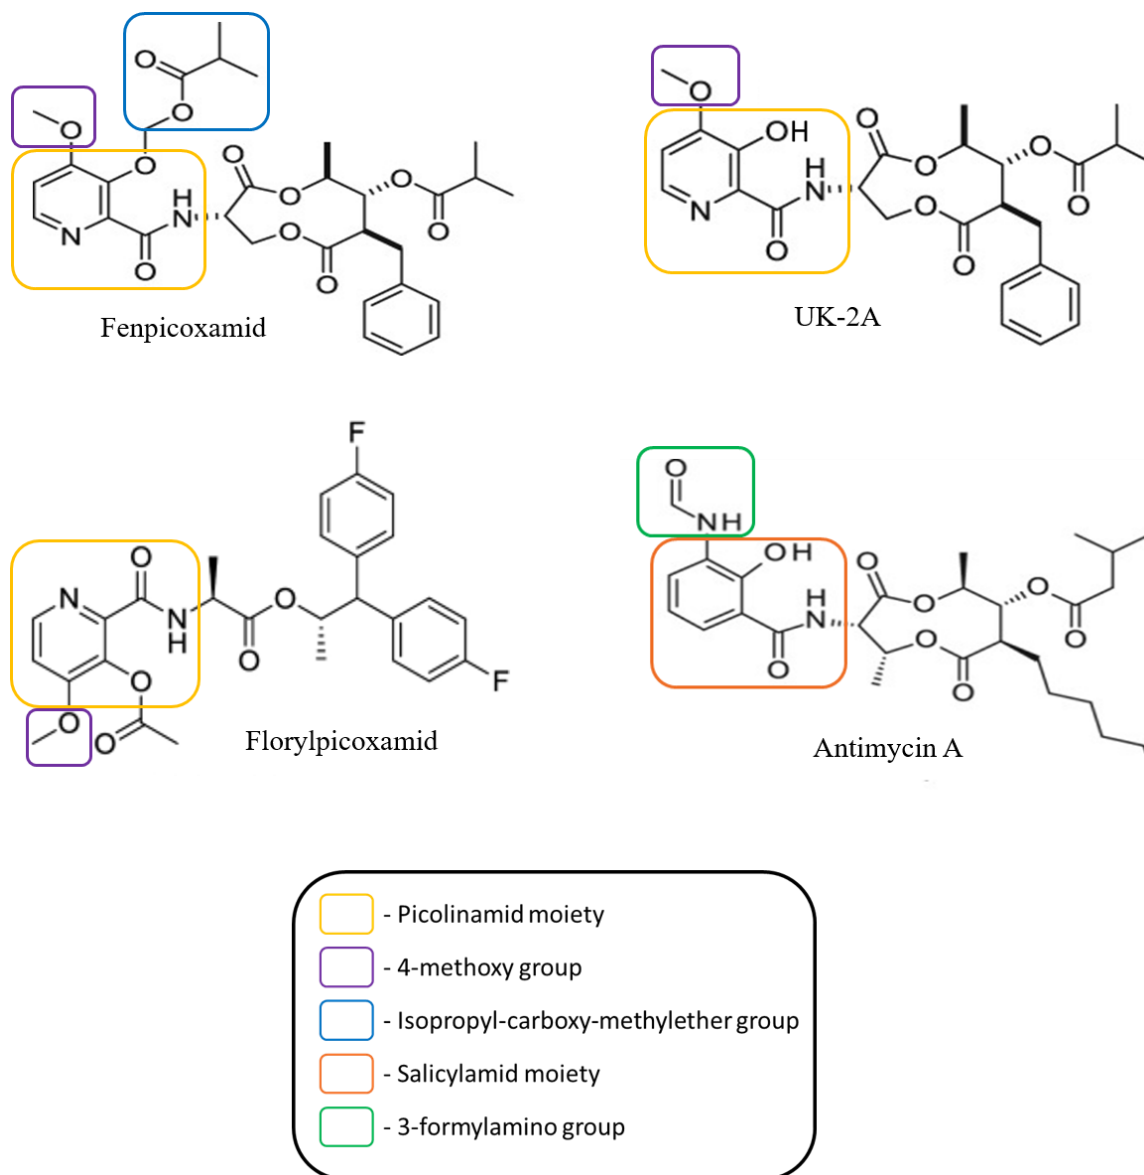 O
O
O
O
O
N
H
N
O
O
O
O
O
O
O
Fenpicoxamid
O
OH
H
N
N
O
O
O
O
O
O
O
UK-2A
F
O
N
N
H
O
O
O
O
O
F
Florylpicoxamid
O
NH
OH
H
N
O
O
O
O
O
O
O
Antimycin A
- Picolinamid moiety
- 4-methoxy group
- Isopropyl-carboxy-methylether group
- Salicylamid moiety
- 3-formylamino group